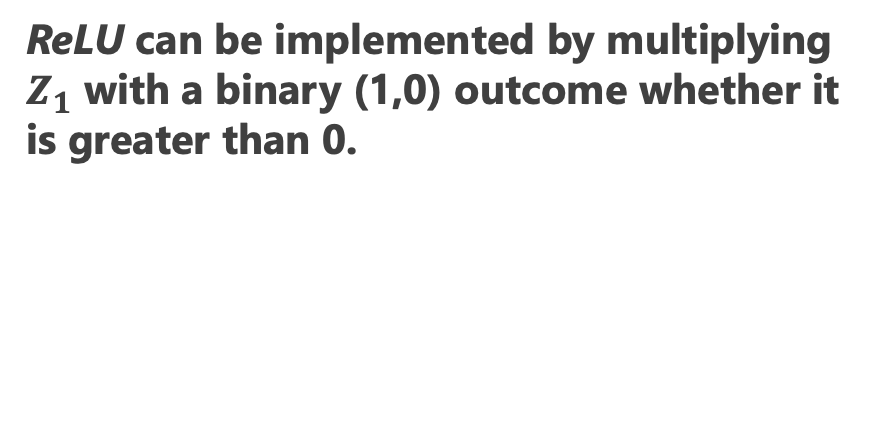 ReLU can be implemented by multiplying
Z₁ with a binary (1,0) outcome whether it
is greater than 0.